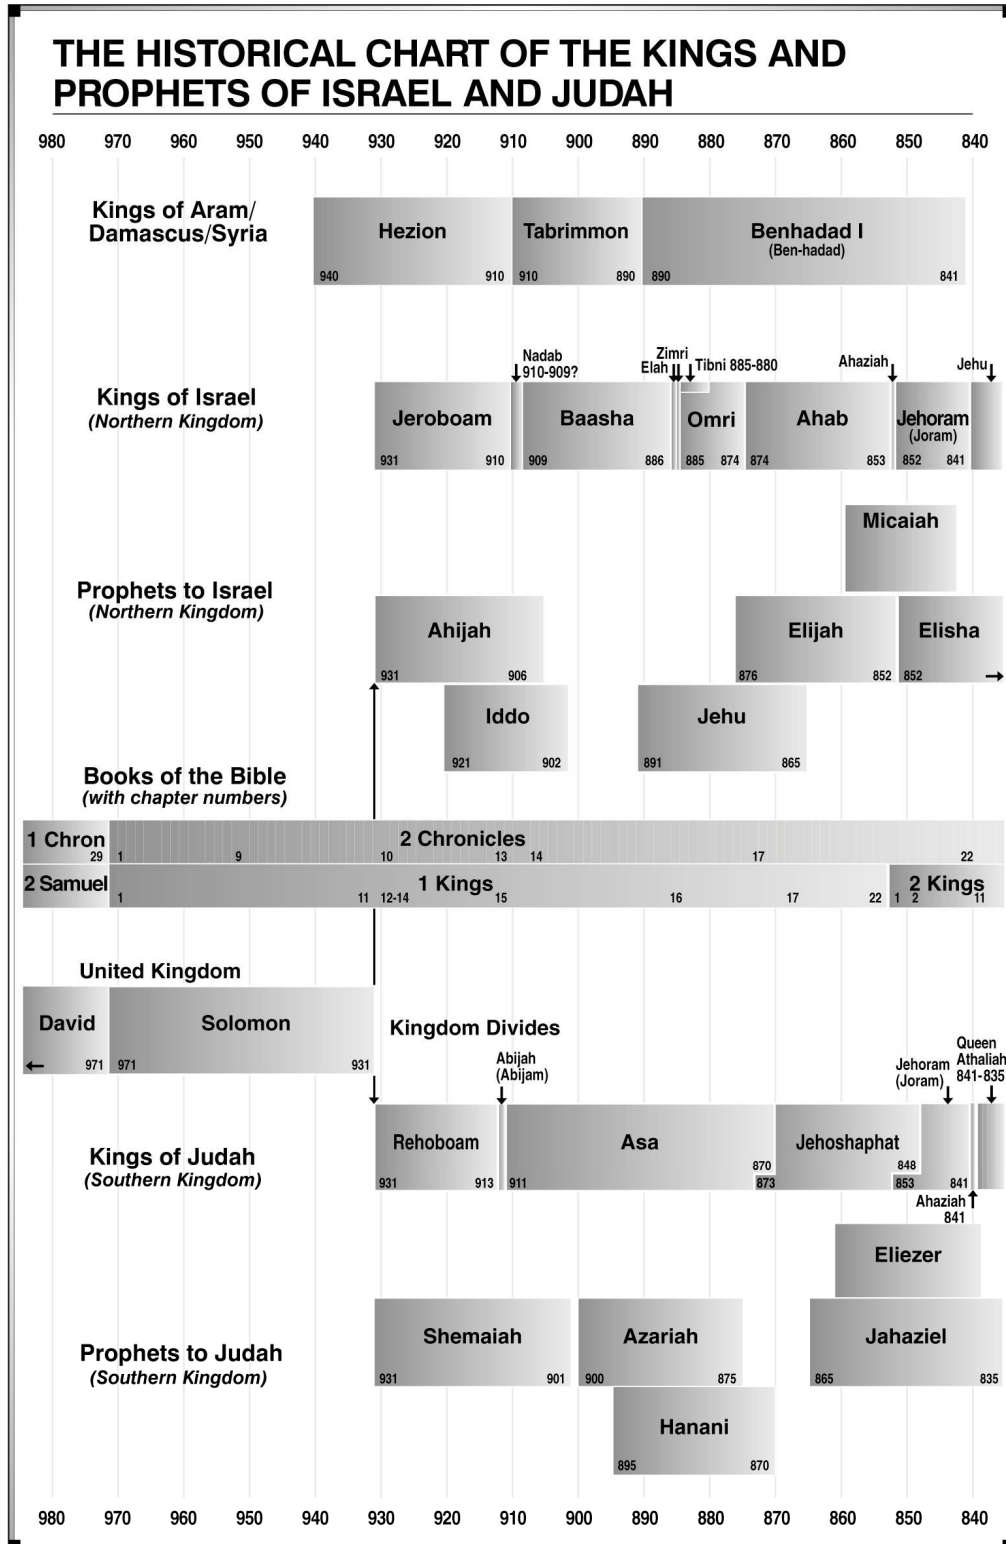 THE HISTORICAL CHART OF THE KINGS AND
PROPHETS OF ISRAEL AND JUDAH
980 970 960 950 940 930 920 910 900 890 880 870 860 850 840
Kings of Aram/
Damascus/Syria
Hezion
940 910
Tabrimmon
910 890
Benhadad I
(Ben-hadad)
890 841
Kings of Israel
(Northern Kingdom)
Nadab
910-909?
Zimri
Elah
Tibni 885-880
Ahaziah
Jehu
Jeroboam
931 910
Baasha
909 886
Omri
885 874
Ahab
874 853
Jehoram
(Joram)
852 841
Prophets to Israel
(Northern Kingdom)
Micaiah
Ahijah
931 906
Elijah
876 852
Elisha
852 →
Iddo
921 902
Jehu
891 865
Books of the Bible
(with chapter numbers)
1 Chron
29
2 Chronicles
1 9 10 13 14 17 22
2 Samuel
1 Kings
1 11 12-14 15 16 17 22
2 Kings
1 2 11
United Kingdom
David
← 971
Solomon
971 931
Kingdom Divides
Abijah
(Abijam)
Jehoram
(Joram)
Queen
Athaliah
841-835
Kings of Judah
(Southern Kingdom)
Rehoboam
931 913
Asa
911 870
Jehoshaphat
873 848
853 841
Ahaziah
841
Prophets to Judah
(Southern Kingdom)
Eliezer
Shemaiah
931 901
Azariah
900 875
Jahaziel
865 835
Hanani
895 870
980 970 960 950 940 930 920 910 900 890 880 870 860 850 840